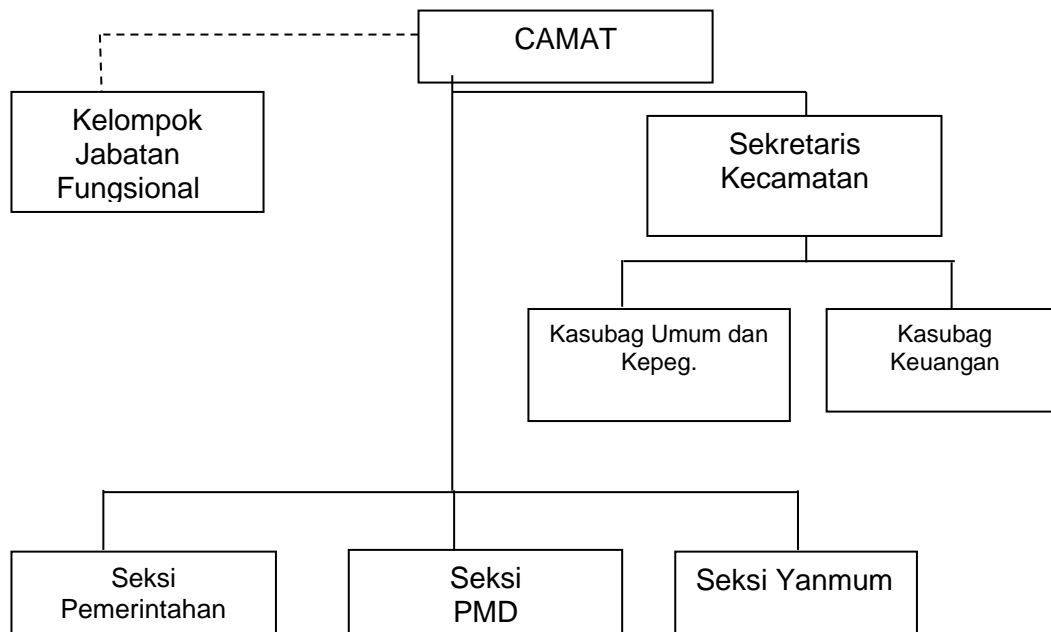 CAMAT
Kelompok
Jabatan
Fungsional
Sekretaris
Kecamatan
Kasubag Umum dan
Kepeg.
Kasubag
Keuangan
Seksi
Pemerintahan
Seksi
PMD
Seksi Yanmum